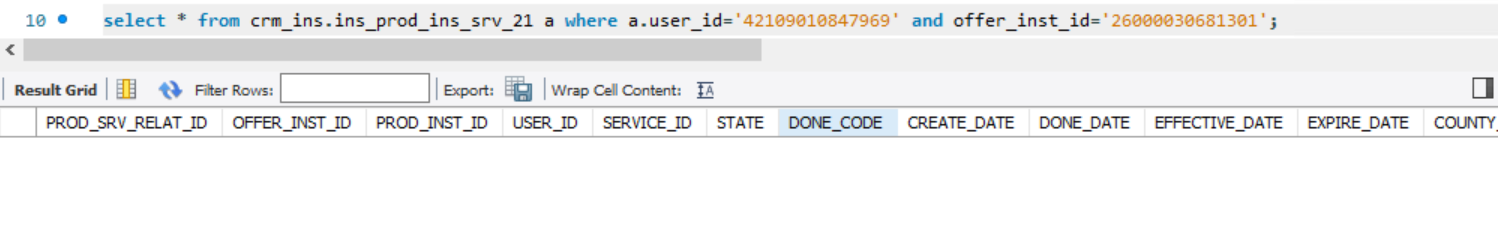 10 select * from crm_ins.ins_prod_ins_srv_21 a where a.user_id='42109010847969' and offer_inst_id='26000030681301';
Result Grid Filter Rows: Export: Wrap Cell Content:
PROD_SRV_RELAT_ID OFFER_INST_ID PROD_INST_ID USER_ID SERVICE_ID STATE DONE_CODE CREATE_DATE DONE_DATE EFFECTIVE_DATE EXPIRE_DATE COUNTY_